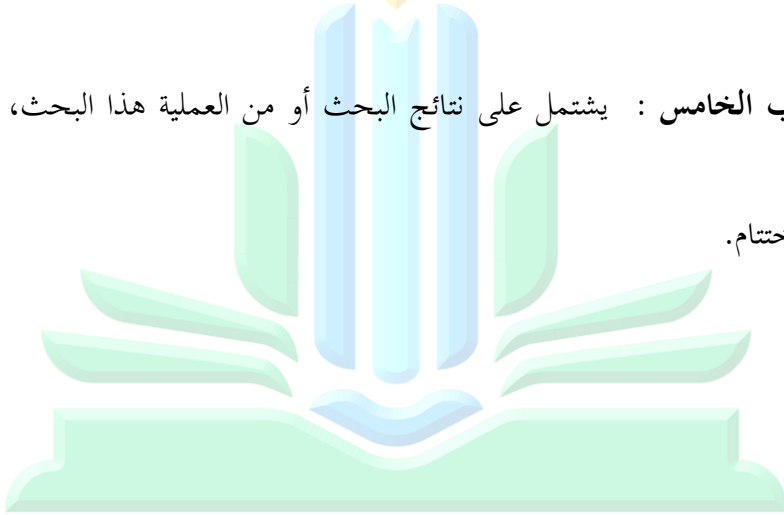 ب الخامس : يشتمل على نتائج البحث أو من العملية هذا البحث،
ختتام.